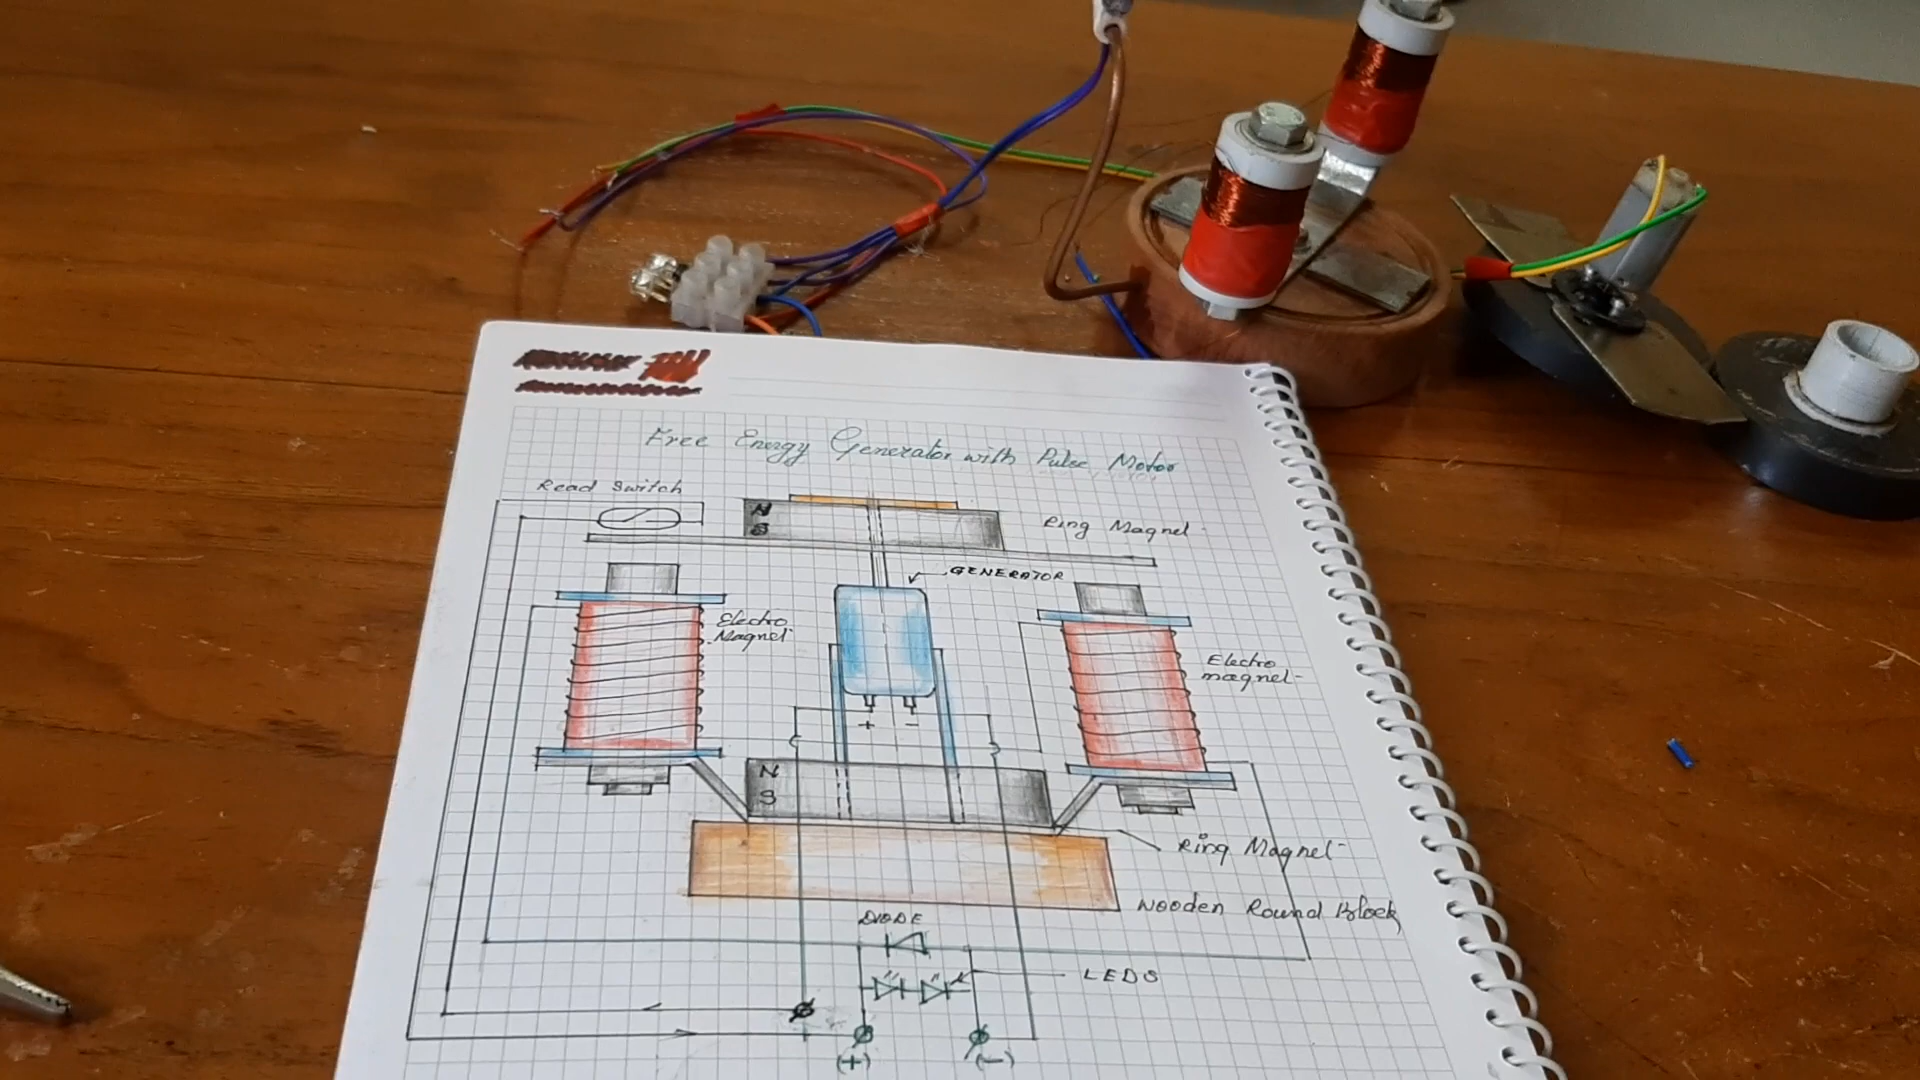 Free Energy Generator with Pulse Motor
Read Switch
N
S
Ring Magnet
GENERATOR
Electro
Magnet
Electro
magnet
+ −
N
S
Ring Magnet
Wooden Round Block
DIODE
LEDS
(+) (−)